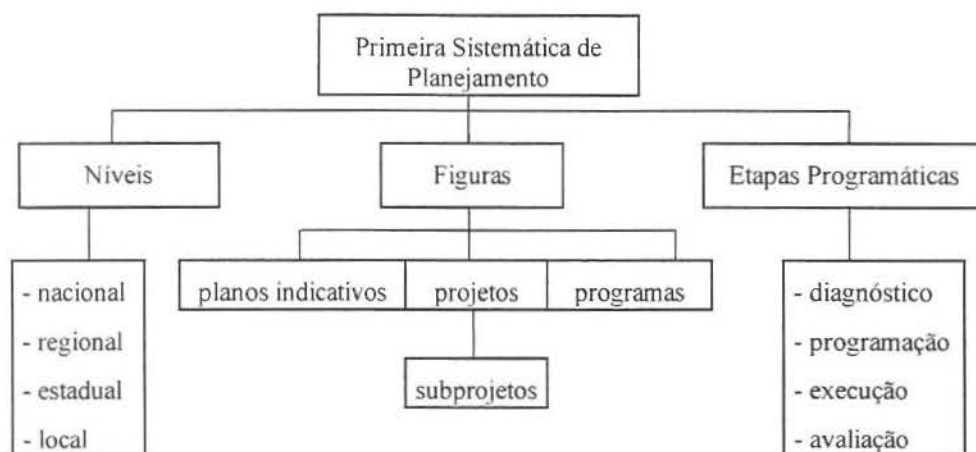 Primeira Sistemática de
Planejamento
Níveis
Figuras
Etapas Programáticas
- nacional
- regional
- estadual
- local
planos indicativos
projetos
programas
subprojetos
- diagnóstico
- programação
- execução
- avaliação